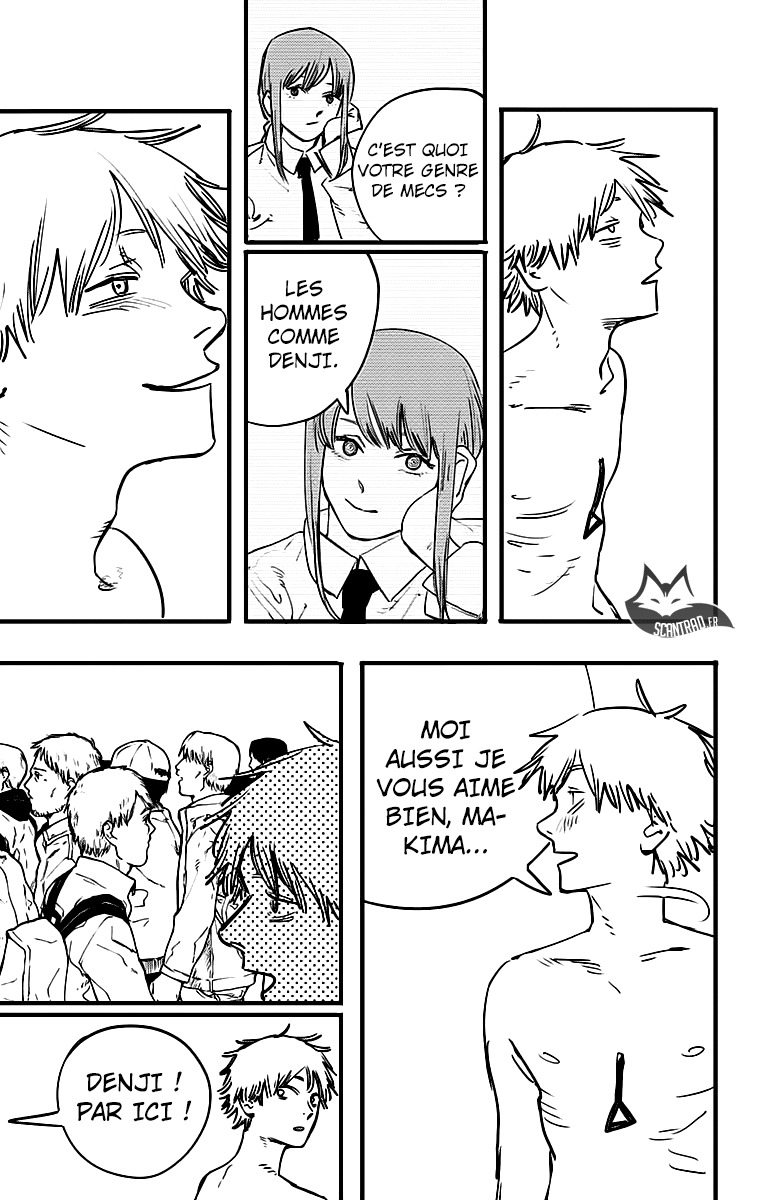 C'EST QUOI
VOTRE GENRE
DE MECS ?
LES
HOMMES
COMME
DENJI.
SCANTRAD.FR
MOI
AUSSI JE
VOUS AIME
BIEN, MA-
KIMA...
DENJI !
PAR ICI !